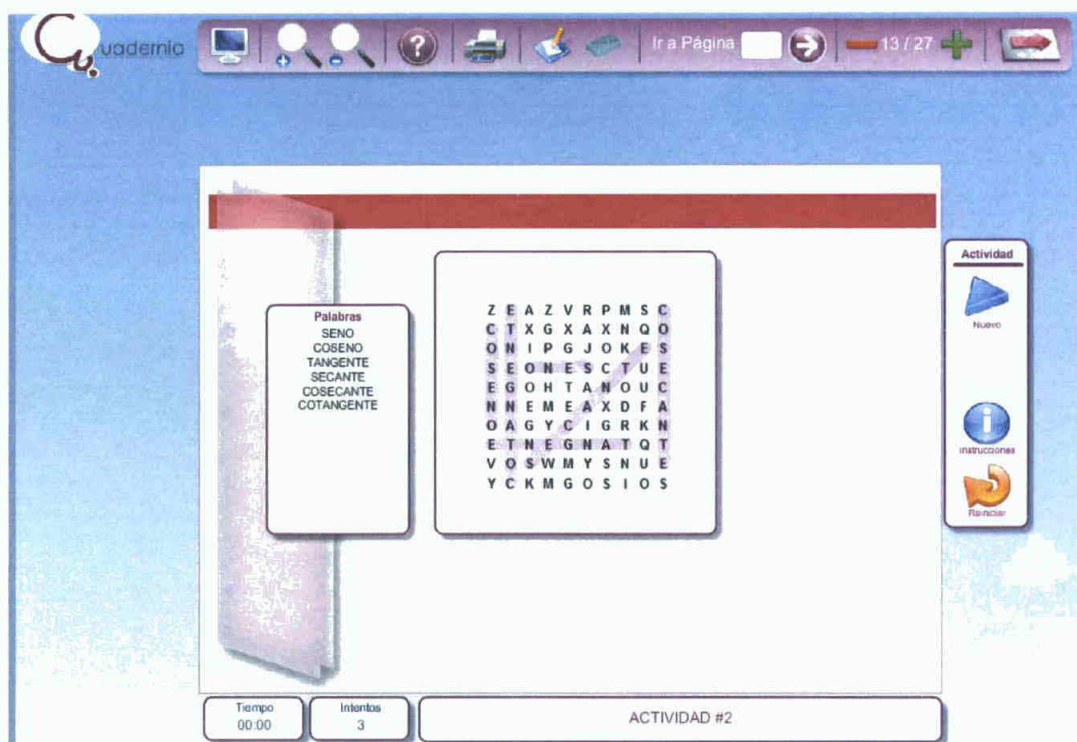 Cuadernia
Ir a Página
13 / 27
Actividad
Nuevo
Instrucciones
Reiniciar
Palabras
SENO
COSENO
TANGENTE
SECANTE
COSECANTE
COTANGENTE
Z E A Z V R P M S C
C T X G X A X N Q O
O N I P G J O K E S
S E O N E S C T U E
E G O H T A N O U C
N N E M E A X D F A
O A G Y C I G R K N
E T N E G N A T Q T
V O S W M Y S N U E
Y C K M G O S I O S
Tiempo
00:00
Intentos
3
ACTIVIDAD #2